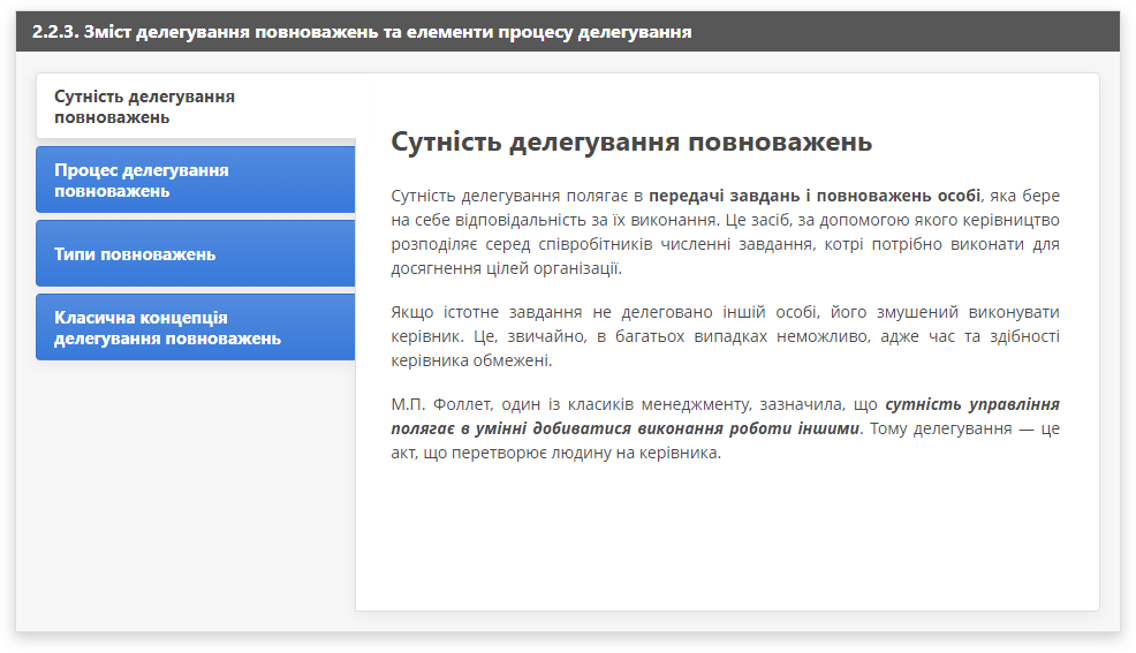 2.2.3. Зміст делегування повноважень та елементи процесу делегування
Сутність делегування
повноважень
Процес делегування
повноважень
Типи повноважень
Класична концепція
делегування повноважень
Сутність делегування повноважень
Сутність делегування полягає в передачі завдань і повноважень особі, яка бере
на себе відповідальність за їх виконання. Це засіб, за допомогою якого керівництво
розподіляє серед співробітників численні завдання, котрі потрібно виконати для
досягнення цілей організації.
Якщо істотне завдання не делеговано іншій особі, його змушений виконувати
керівник. Це, звичайно, в багатьох випадках неможливо, адже час та здібності
керівника обмежені.
М.П. Фоллет, один із класиків менеджменту, зазначила, що сутність управління
полягає в умінні добиватися виконання роботи іншими. Тому делегування — це
акт, що перетворює людину на керівника.